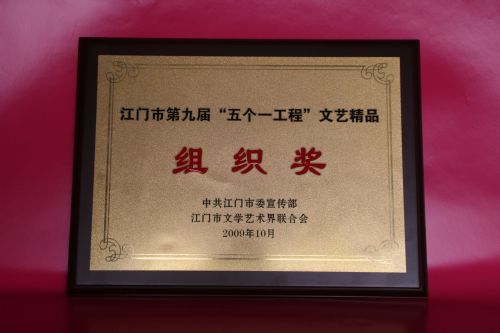 江门市第九届“五个一工程”文艺精品
组织奖
中共江门市委宣传部
江门市文学艺术界联合会
2009年10月